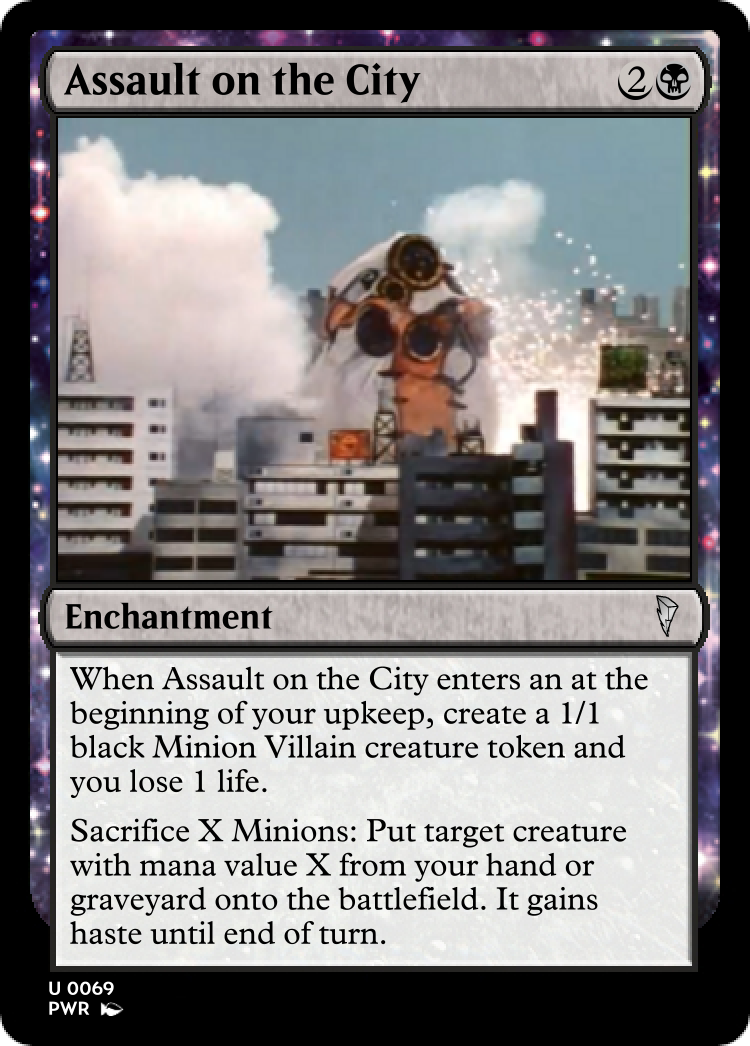 Assault on the City
2
Enchantment
When Assault on the City enters an at the
beginning of your upkeep, create a 1/1
black Minion Villain creature token and
you lose 1 life.
Sacrifice X Minions: Put target creature
with mana value X from your hand or
graveyard onto the battlefield. It gains
haste until end of turn.
U 0069
PWR